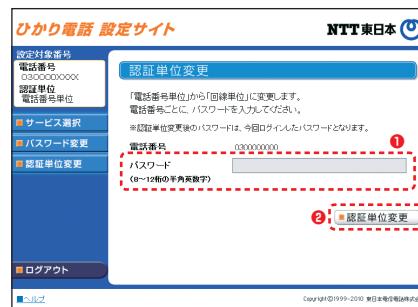 ひかり電話 設定サイト
NTT東日本
設定対象番号
電話番号
030000XXXX
認証単位
電話番号単位
サービス選択
パスワード変更
認証単位変更
ログアウト
ヘルプ
認証単位変更
「電話番号単位」から「回線単位」に変更します。
電話番号ごとに、パスワードを入力してください。
※認証単位変更後のパスワードは、今回ログインしたパスワードとなります。
❶
電話番号 0300000000
パスワード
(8〜12桁の半角英数字)
❷ 認証単位変更
Copyright©1999-2010 東日本電信電話株式会